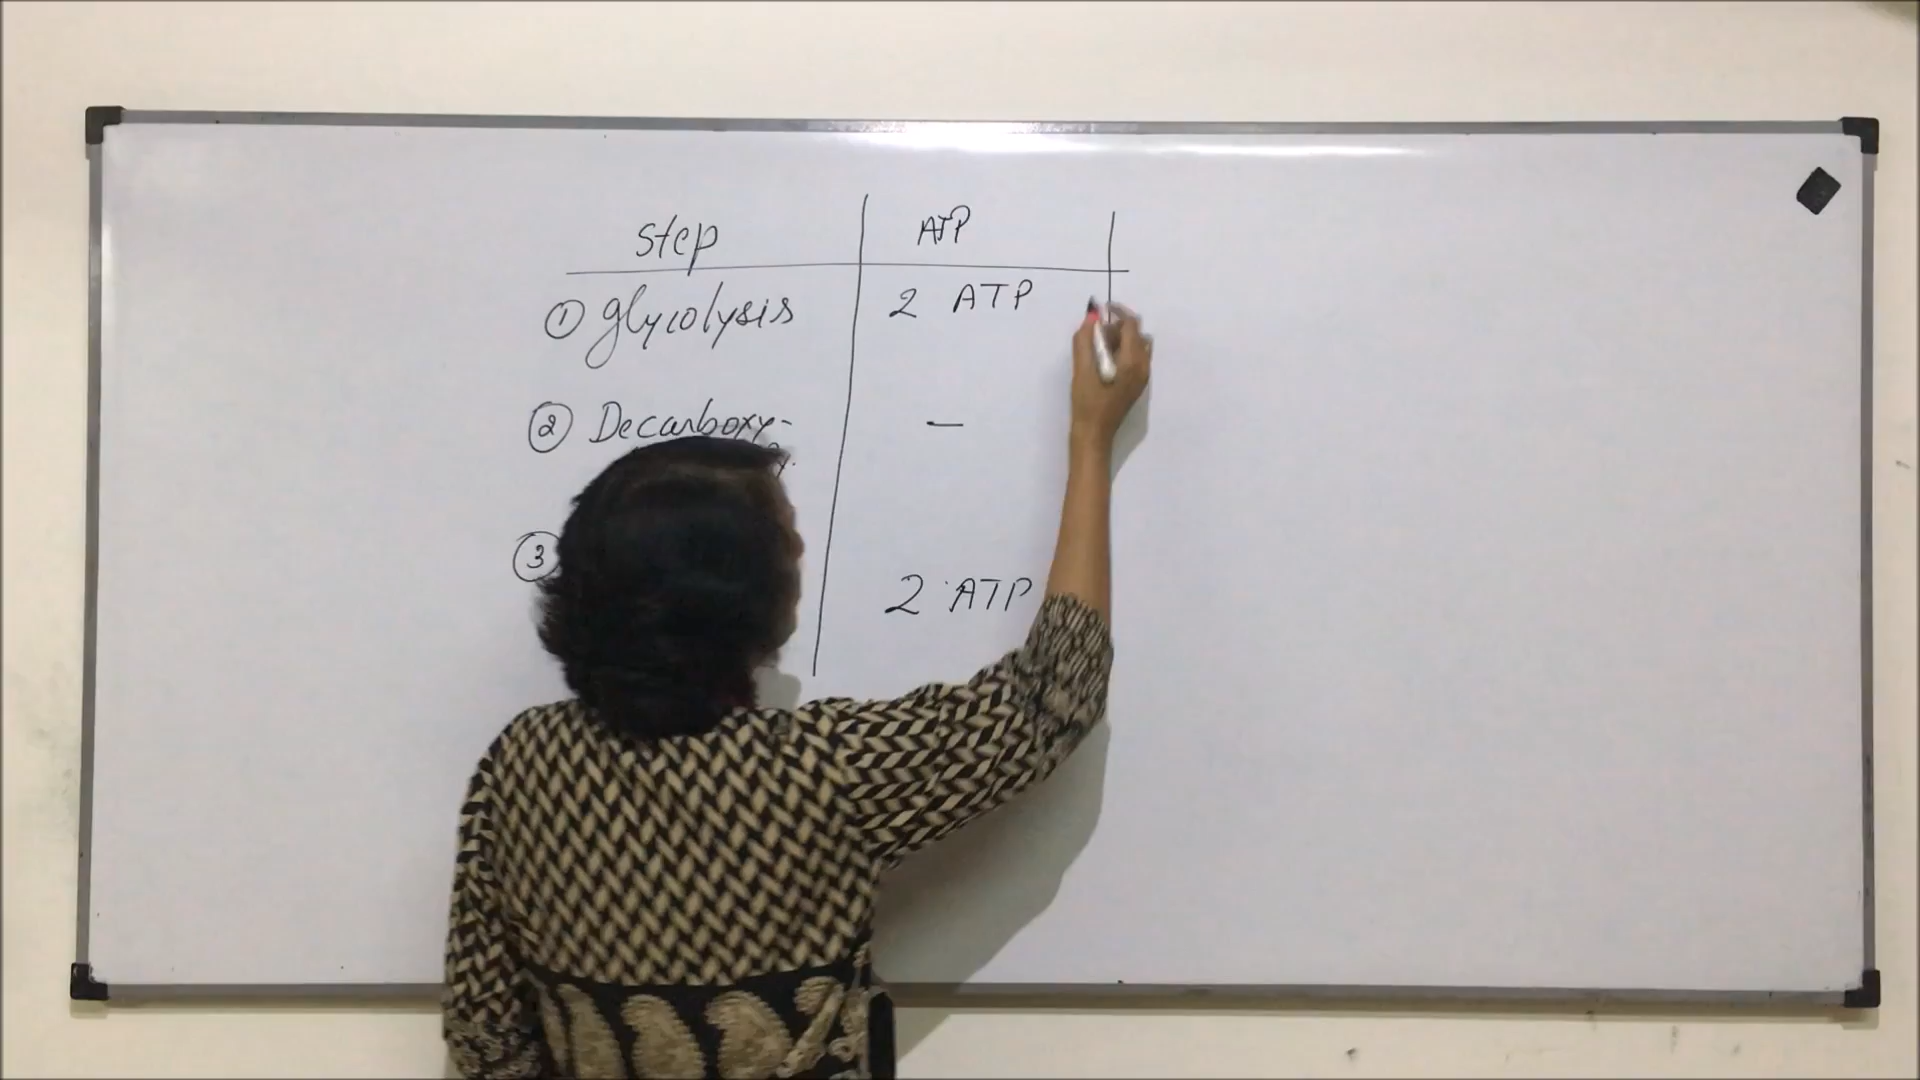 Step ATP
① Glycolysis 2 ATP
② Decarboxy- —
③
2 ATP